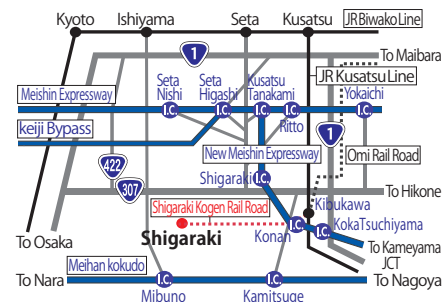 Kyoto Ishiyama Seta Kusatsu JR Biwako Line
1
To Maibara
JR Kusatsu Line
Seta Nishi
Seta Higashi
Kusatsu Tanakami
Meishin Expressway
I.C. I.C. I.C. I.C. I.C.
Ritto
Yokaichi
keiji Bypass
1
New Meishin Expressway
Omi Rail Road
422
Shigaraki I.C.
307
To Hikone
Shigaraki Kogen Rail Road
Kibukawa
I.C.
Shigaraki
Konan
I.C. KokaTsuchiyama
To Osaka
To Kameyama
JCT
To Nara
Meihan kokudo
I.C. I.C.
To Nagoya
Mibuno
Kamitsuge